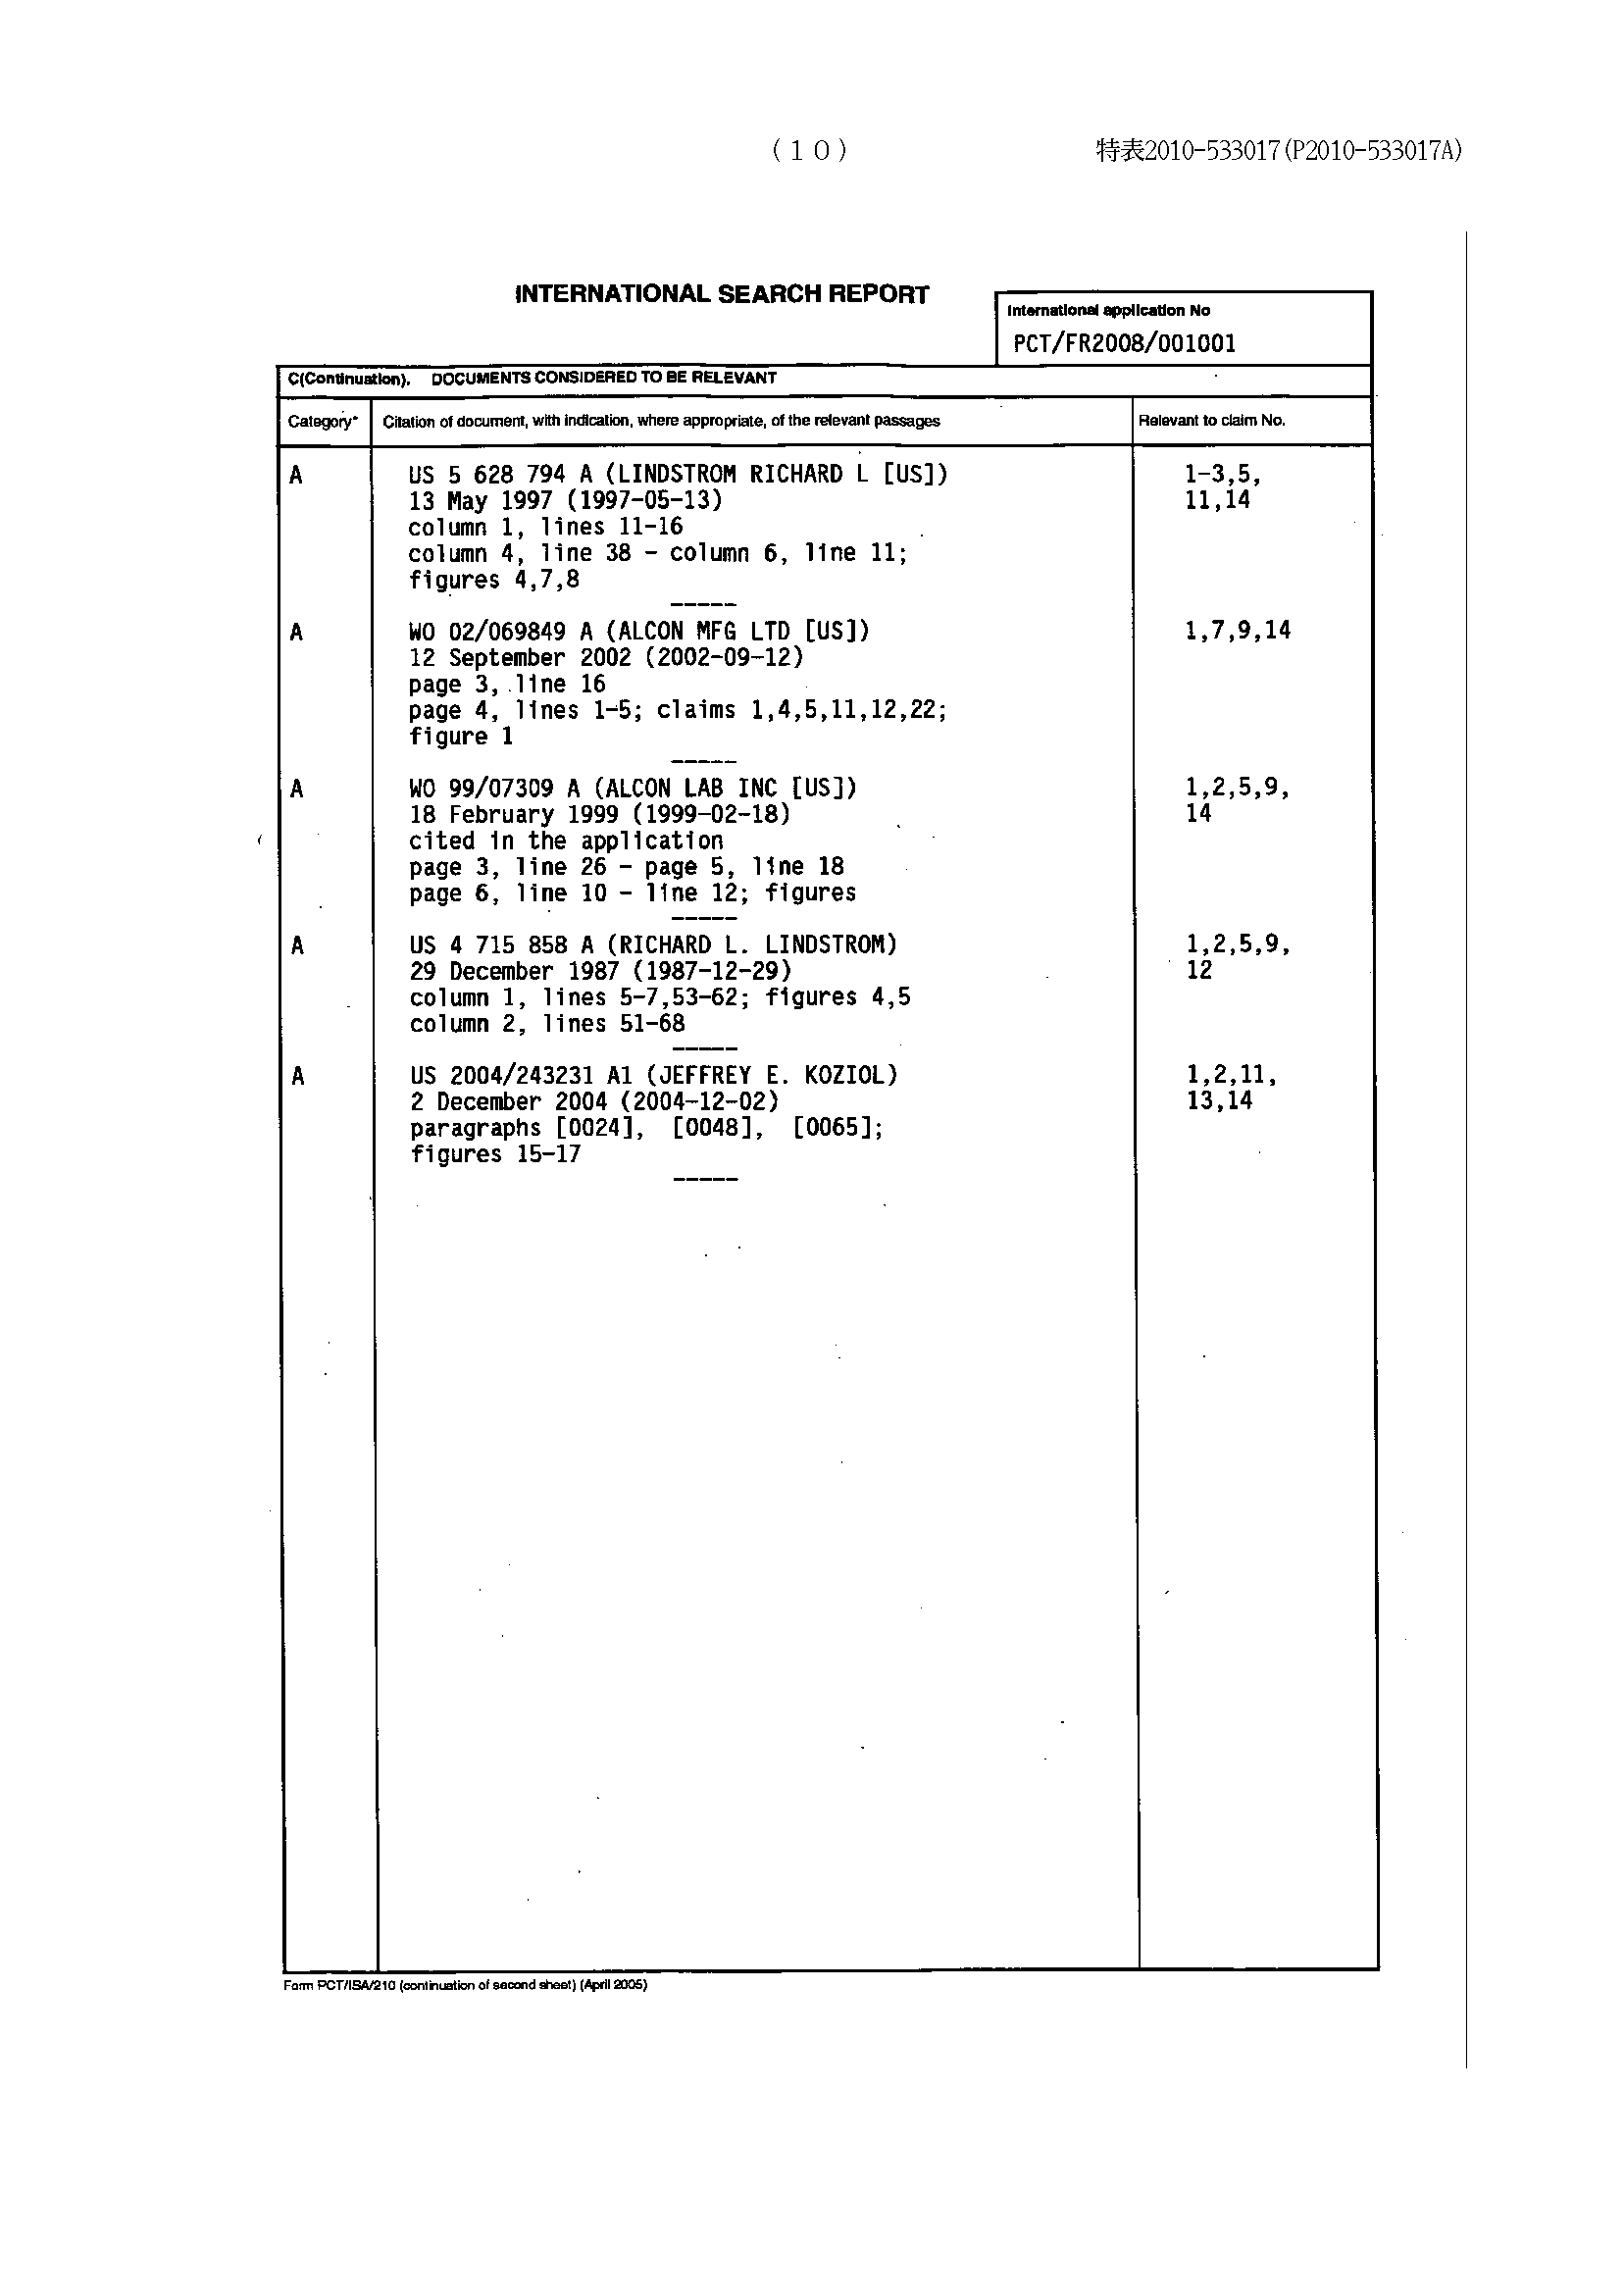 (10)
特表2010-533017(P2010-533017A)
INTERNATIONAL SEARCH REPORT
International application No
PCT/FR2008/001001
C(Continuation). DOCUMENTS CONSIDERED TO BE RELEVANT
Category* Citation of document, with indication, where appropriate, of the relevant passages Relevant to claim No.
A US 5 628 794 A (LINDSTROM RICHARD L [US]) 1-3,5,
13 May 1997 (1997-05-13) 11,14
column 1, lines 11-16
column 4, line 38 - column 6, line 11;
figures 4,7,8
-----
A WO 02/069849 A (ALCON MFG LTD [US]) 1,7,9,14
12 September 2002 (2002-09-12)
page 3, line 16
page 4, lines 1-5; claims 1,4,5,11,12,22;
figure 1
-----
A WO 99/07309 A (ALCON LAB INC [US]) 1,2,5,9,
18 February 1999 (1999-02-18) 14
cited in the application
page 3, line 26 - page 5, line 18
page 6, line 10 - line 12; figures
-----
A US 4 715 858 A (RICHARD L. LINDSTROM) 1,2,5,9,
29 December 1987 (1987-12-29) 12
column 1, lines 5-7,53-62; figures 4,5
column 2, lines 51-68
-----
A US 2004/243231 A1 (JEFFREY E. KOZIOL) 1,2,11,
2 December 2004 (2004-12-02) 13,14
paragraphs [0024], [0048], [0065];
figures 15-17
-----
Form PCT/ISA/210 (continuation of second sheet) (April 2005)